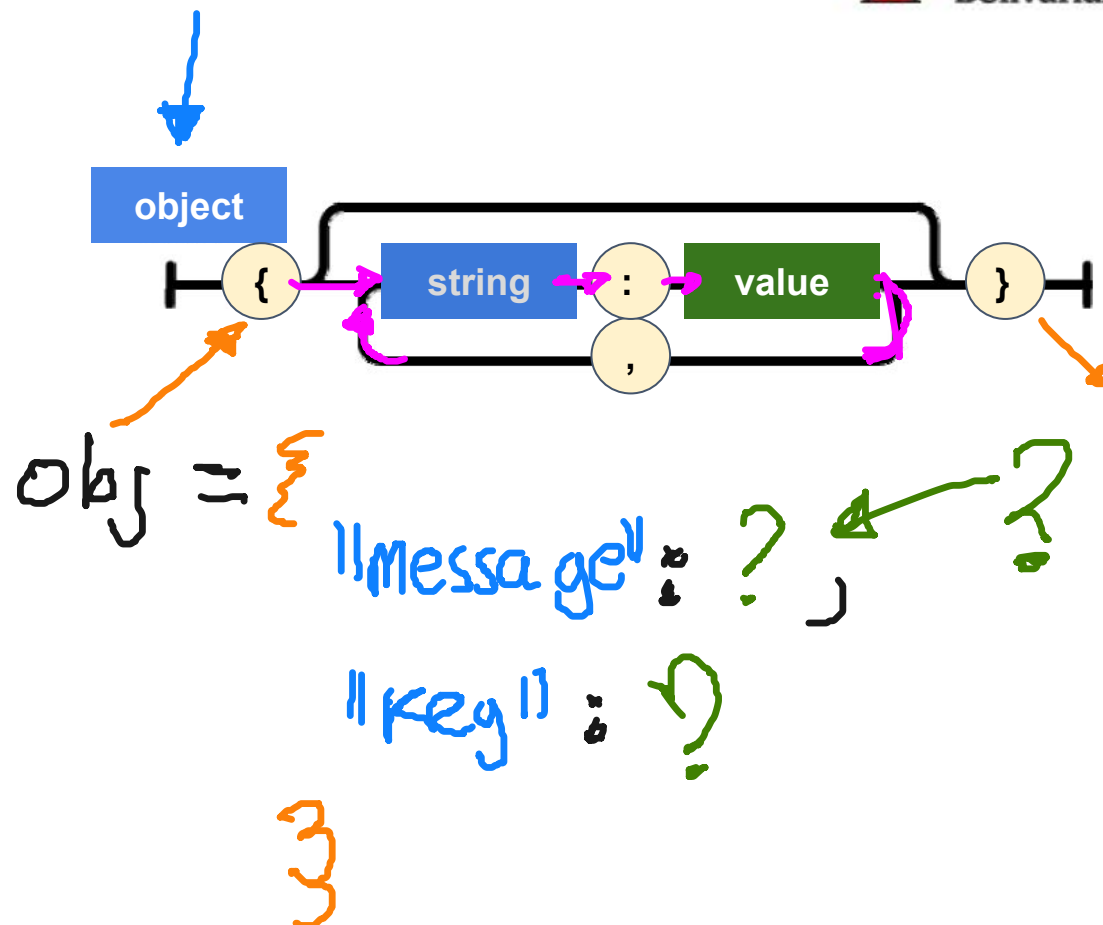 object
{ string : value }
,
obj = {
"message" : ? , ?
"key" : ?
}